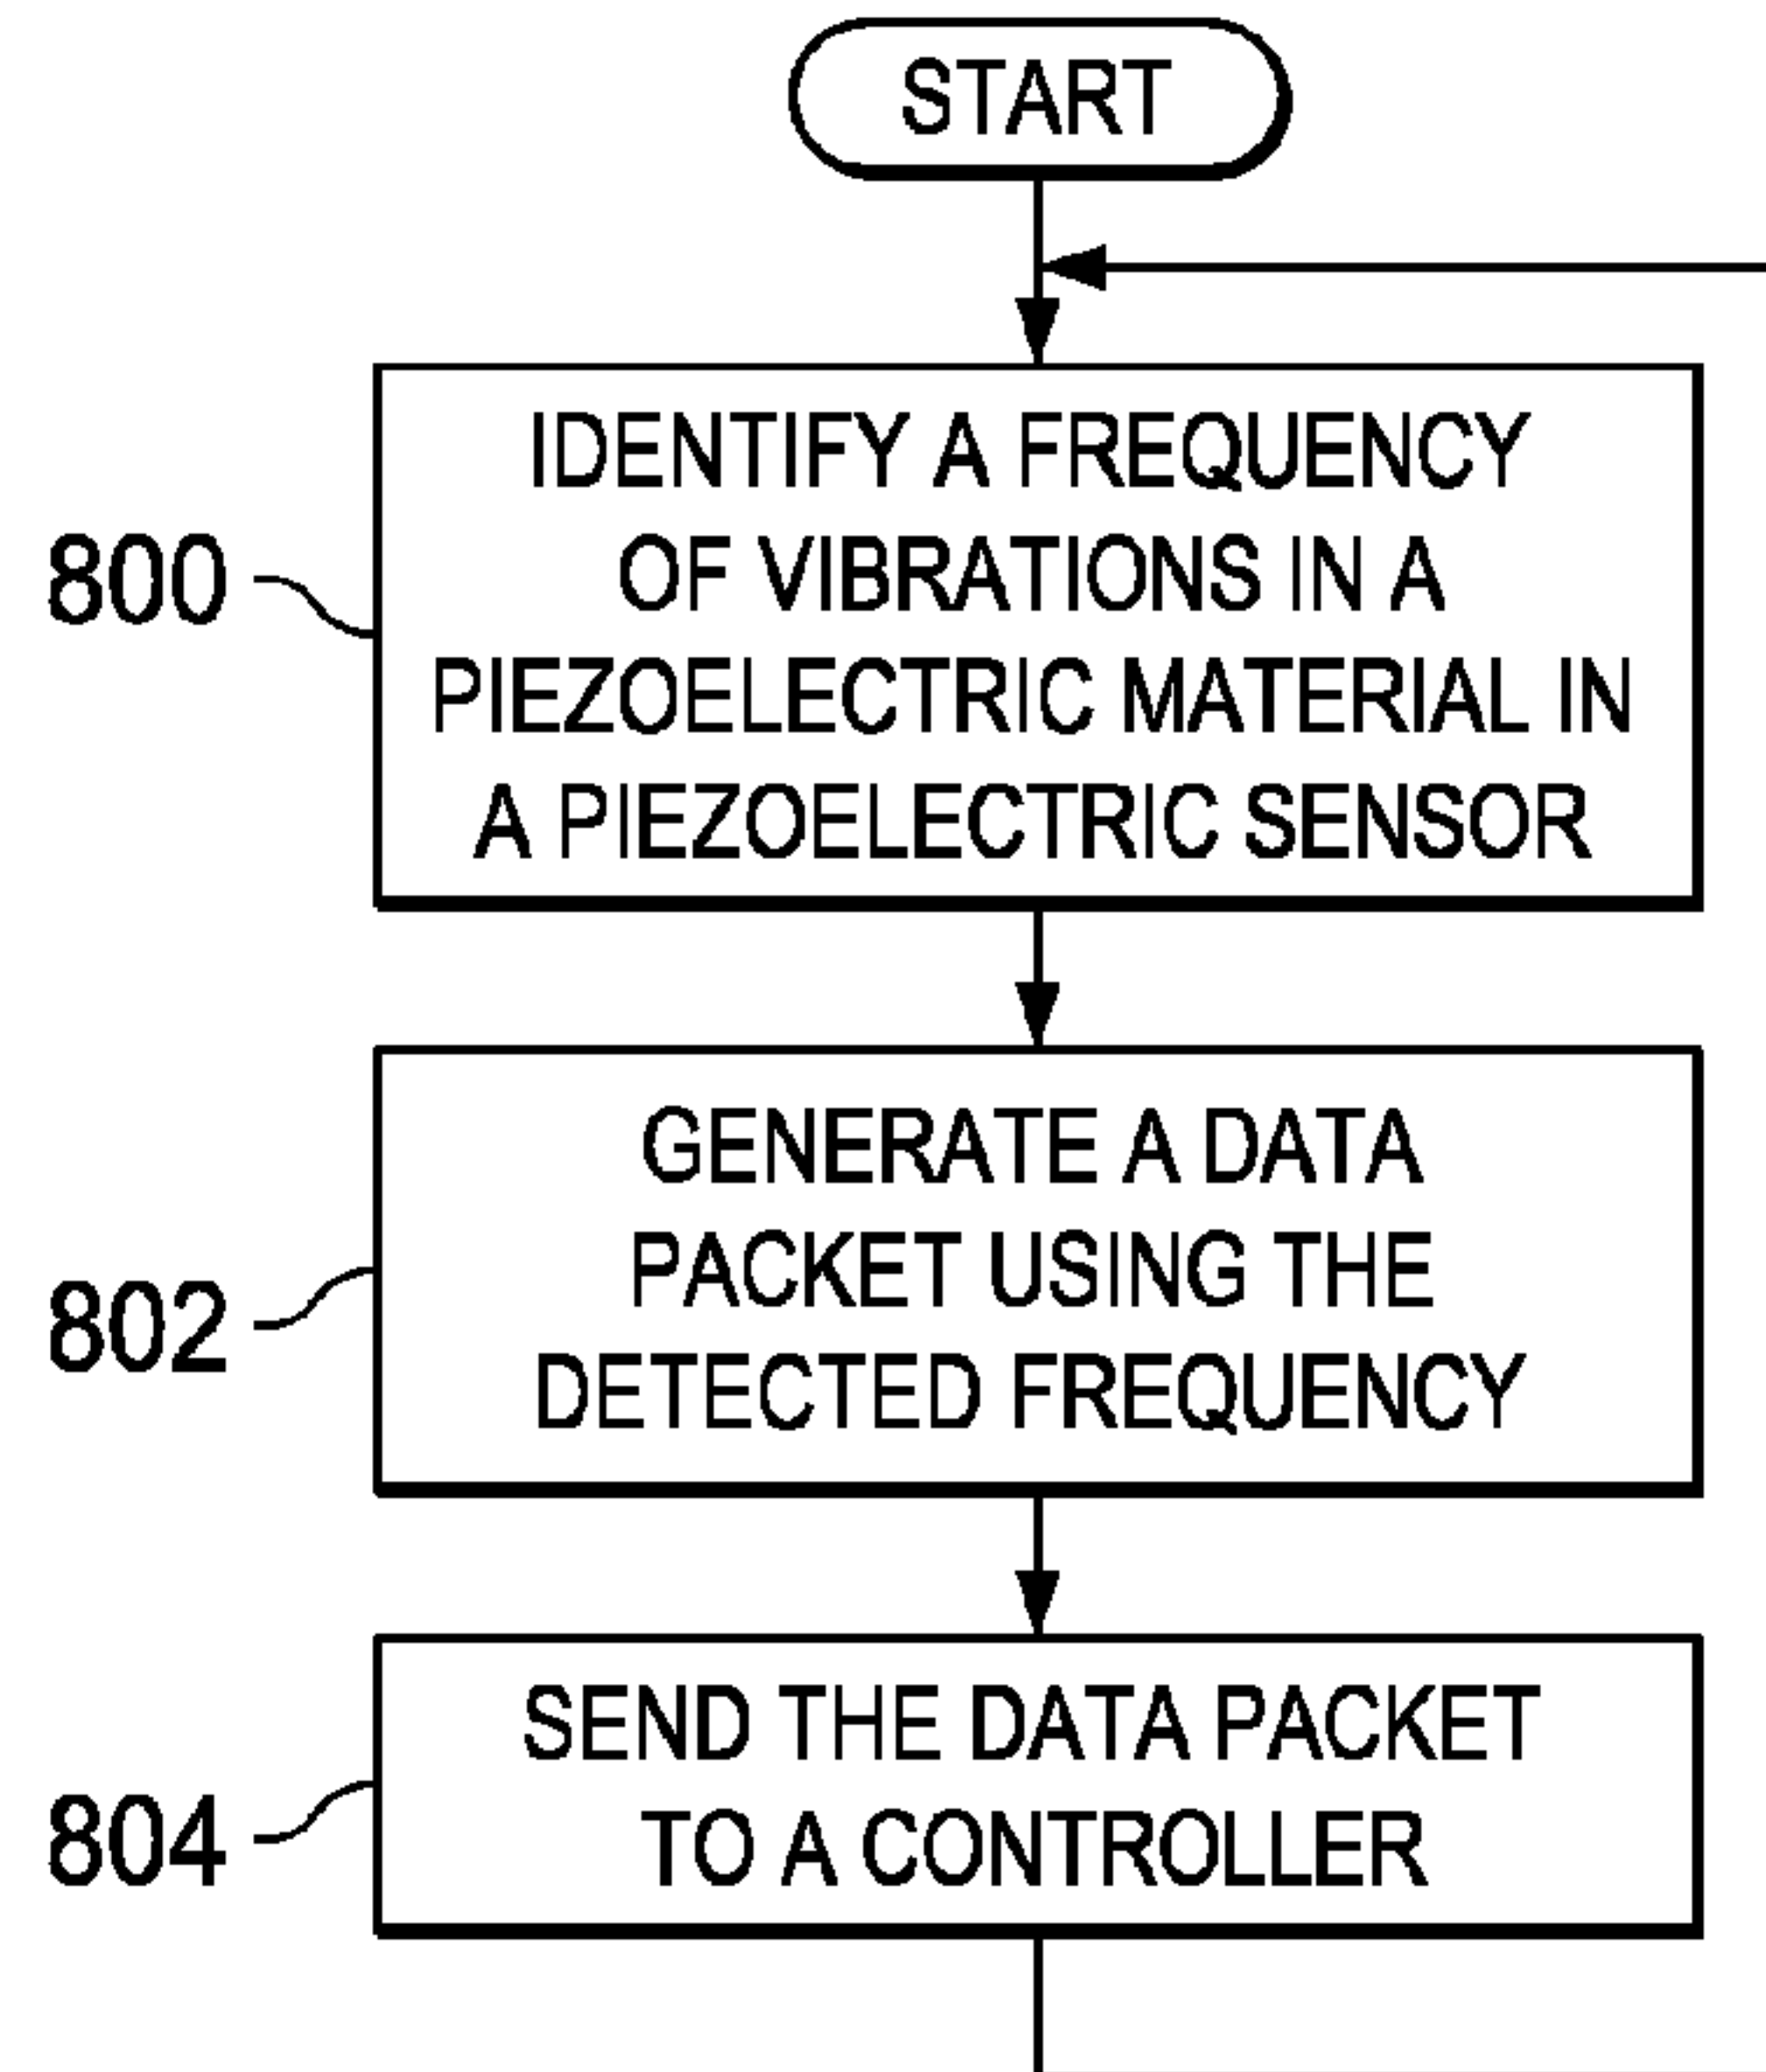 START
IDENTIFY A FREQUENCY
OF VIBRATIONS IN A
PIEZOELECTRIC MATERIAL IN
A PIEZOELECTRIC SENSOR
800
GENERATE A DATA
PACKET USING THE
DETECTED FREQUENCY
802
SEND THE DATA PACKET
TO A CONTROLLER
804